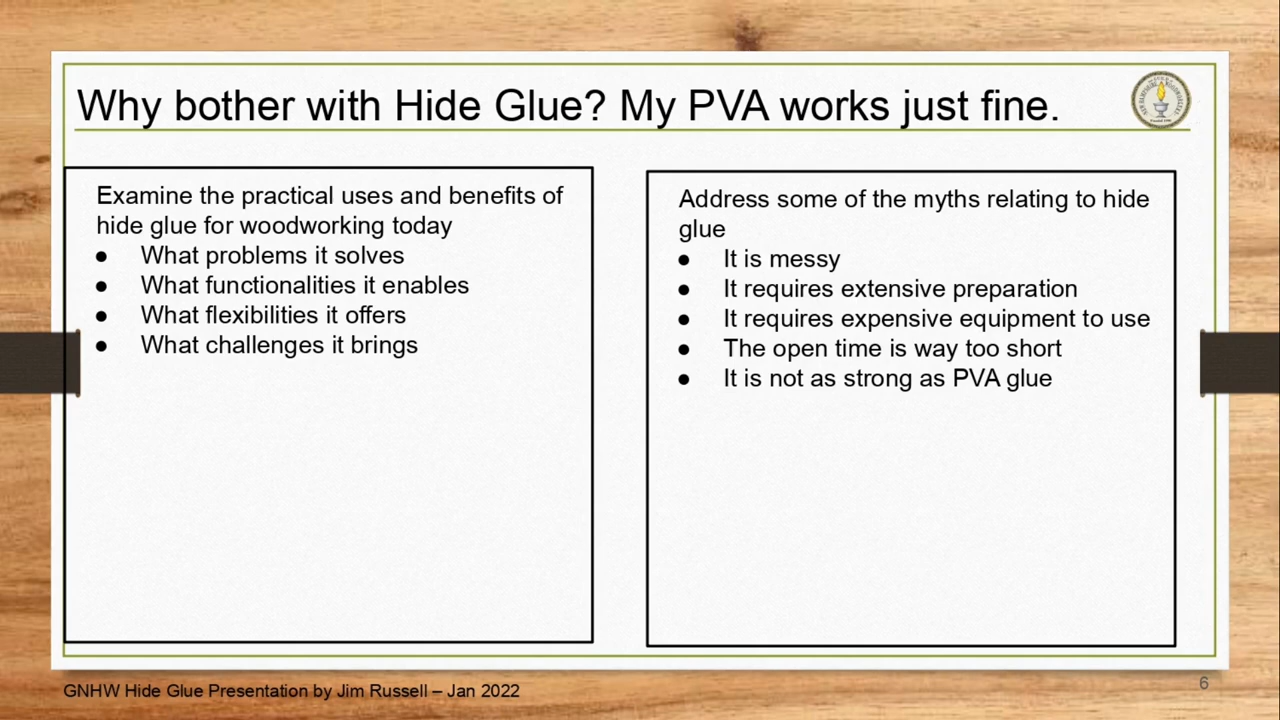 Why bother with Hide Glue? My PVA works just fine.
Examine the practical uses and benefits of
hide glue for woodworking today
● What problems it solves
● What functionalities it enables
● What flexibilities it offers
● What challenges it brings
Address some of the myths relating to hide
glue
● It is messy
● It requires extensive preparation
● It requires expensive equipment to use
● The open time is way too short
● It is not as strong as PVA glue
GNHW Hide Glue Presentation by Jim Russell – Jan 2022
6